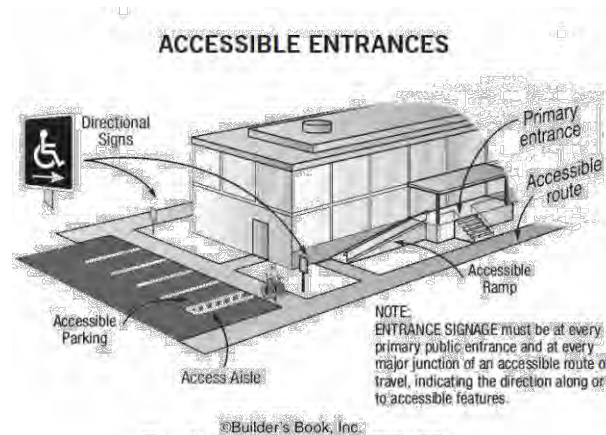 ACCESSIBLE ENTRANCES
Directional
Signs
Primary
entrance
Accessible
route
Accessible
Ramp
Accessible
Parking
Access Aisle
NOTE:
ENTRANCE SIGNAGE must be at every
primary public entrance and at every
major junction of an accessible route o
travel, indicating the direction along or
to accessible features.
©Builder's Book, Inc.